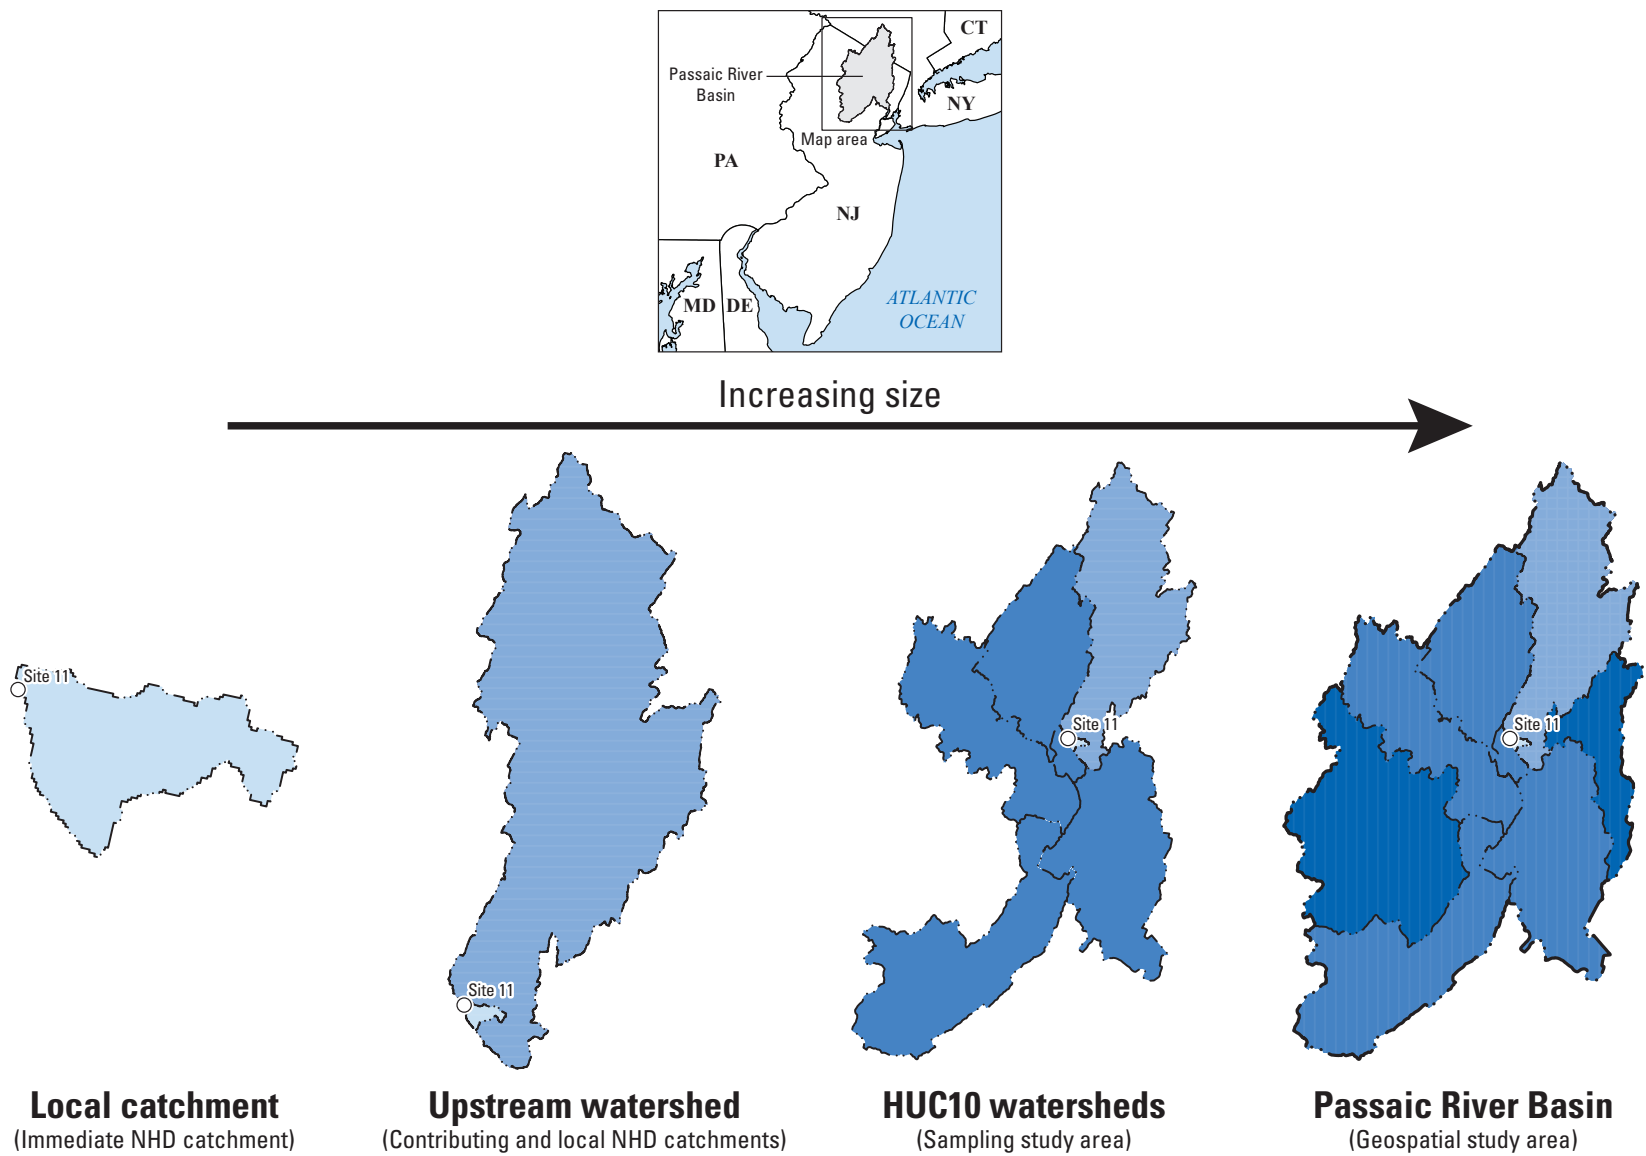 CT
Passaic River
Basin
NY
Map area
PA
NJ
MD
DE
ATLANTIC
OCEAN
Increasing size
Site 11
Site 11
Site 11
Site 11
Local catchment
(Immediate NHD catchment)
Upstream watershed
(Contributing and local NHD catchments)
HUC10 watersheds
(Sampling study area)
Passaic River Basin
(Geospatial study area)